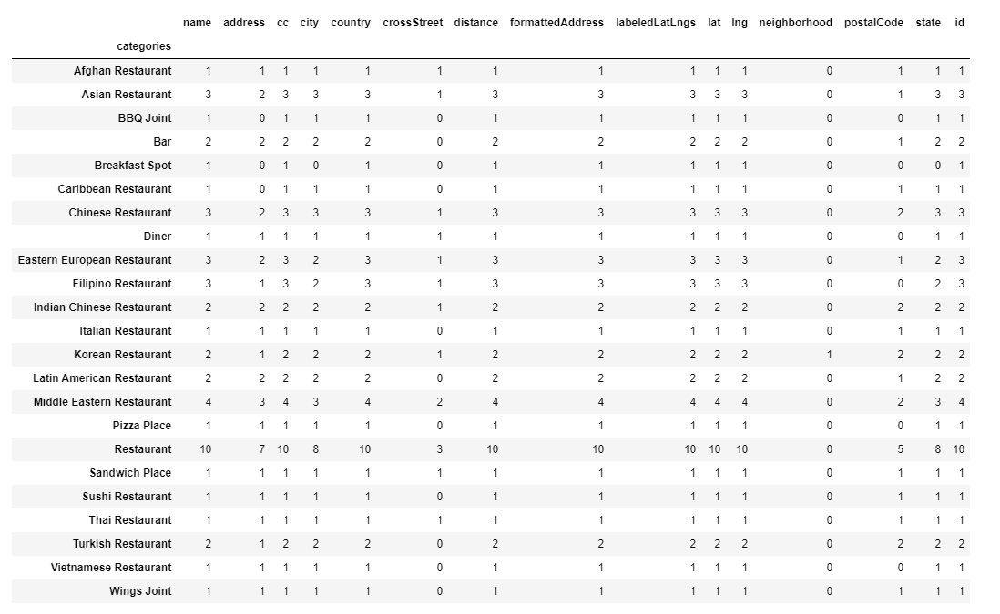 name address cc city country crossStreet distance formattedAddress labeledLatLngs lat lng neighborhood postalCode state id
categories
Afghan Restaurant 1 1 1 1 1 1 1 1 1 1 1 0 1 1 1
Asian Restaurant 3 2 3 3 3 1 3 3 3 3 3 0 1 3 3
BBQ Joint 1 0 1 1 1 0 1 1 1 1 1 0 0 1 1
Bar 2 2 2 2 2 0 2 2 2 2 2 0 1 2 2
Breakfast Spot 1 0 1 0 1 0 1 1 1 1 1 0 0 0 1
Caribbean Restaurant 1 0 1 1 1 0 1 1 1 1 1 0 1 1 1
Chinese Restaurant 3 2 3 3 3 1 3 3 3 3 3 0 2 3 3
Diner 1 1 1 1 1 1 1 1 1 1 1 0 0 1 1
Eastern European Restaurant 3 2 3 2 3 1 3 3 3 3 3 0 1 2 3
Filipino Restaurant 3 1 3 2 3 1 3 3 3 3 3 0 0 2 3
Indian Chinese Restaurant 2 2 2 2 2 1 2 2 2 2 2 0 2 2 2
Italian Restaurant 1 1 1 1 1 0 1 1 1 1 1 0 1 1 1
Korean Restaurant 2 1 2 2 2 1 2 2 2 2 2 1 2 2 2
Latin American Restaurant 2 2 2 2 2 0 2 2 2 2 2 0 1 2 2
Middle Eastern Restaurant 4 3 4 3 4 2 4 4 4 4 4 0 2 3 4
Pizza Place 1 1 1 1 1 0 1 1 1 1 1 0 0 1 1
Restaurant 10 7 10 8 10 3 10 10 10 10 10 0 5 8 10
Sandwich Place 1 1 1 1 1 1 1 1 1 1 1 0 1 1 1
Sushi Restaurant 1 1 1 1 1 0 1 1 1 1 1 0 1 1 1
Thai Restaurant 1 1 1 1 1 1 1 1 1 1 1 0 1 1 1
Turkish Restaurant 2 1 2 2 2 0 2 2 2 2 2 0 2 2 2
Vietnamese Restaurant 1 1 1 1 1 0 1 1 1 1 1 0 0 1 1
Wings Joint 1 1 1 1 1 0 1 1 1 1 1 0 1 1 1